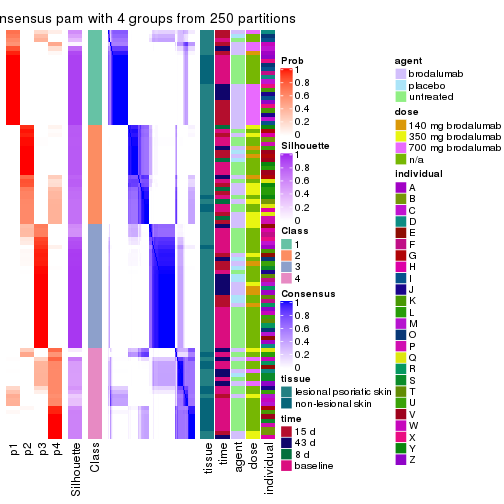 nsensus pam with 4 groups from 250 partitions
Prob
1
0.8
0.6
0.4
0.2
0
Silhouette
1
0.8
0.6
0.4
0.2
0
Class
1
2
3
4
Consensus
1
0.8
0.6
0.4
0.2
0
tissue
lesional psoriatic skin
non-lesional skin
time
15 d
43 d
8 d
baseline
agent
brodalumab
placebo
untreated
dose
140 mg brodalumab
350 mg brodalumab
700 mg brodalumab
n/a
individual
A
B
C
D
E
F
G
H
I
J
K
L
M
O
P
Q
R
S
T
U
V
W
X
Y
Z
p1
p2
p3
p4
Silhouette
Class
tissue
time
agent
dose
individual